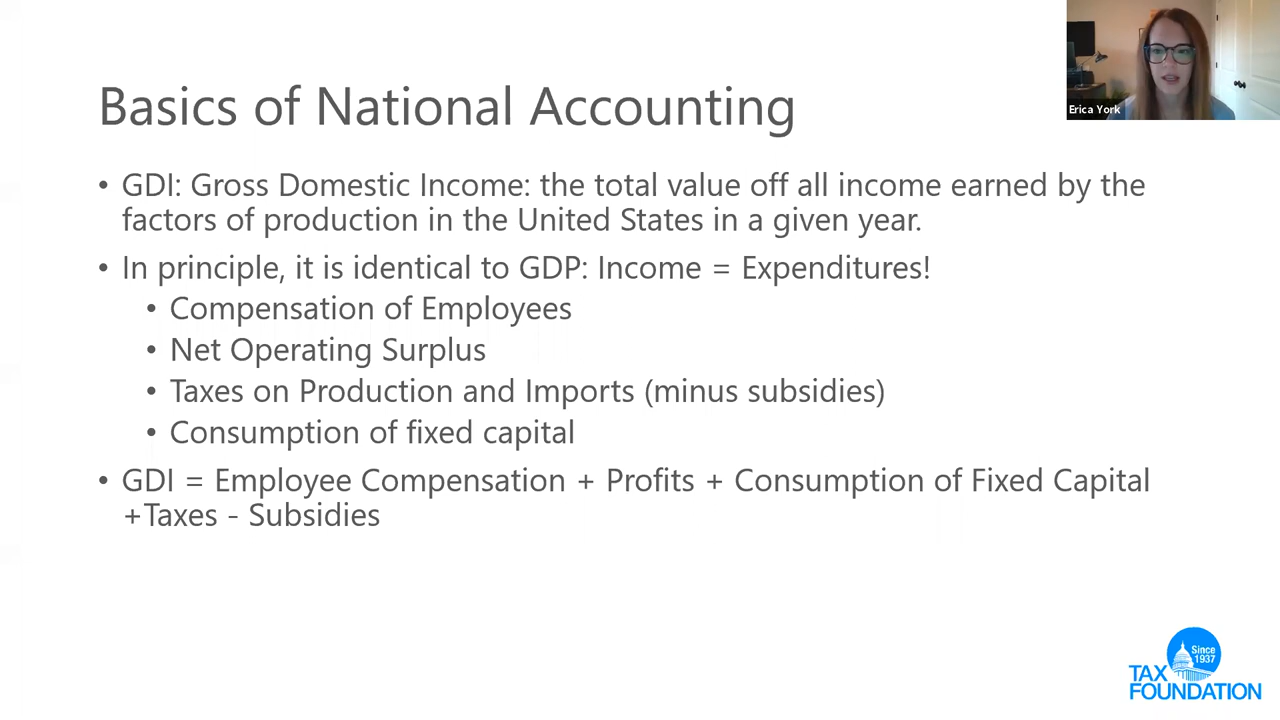 Basics of National Accounting
Erica York
• GDI: Gross Domestic Income: the total value off all income earned by the
factors of production in the United States in a given year.
• In principle, it is identical to GDP: Income = Expenditures!
• Compensation of Employees
• Net Operating Surplus
• Taxes on Production and Imports (minus subsidies)
• Consumption of fixed capital
• GDI = Employee Compensation + Profits + Consumption of Fixed Capital
+Taxes - Subsidies
Since
1937
TAX
FOUNDATION